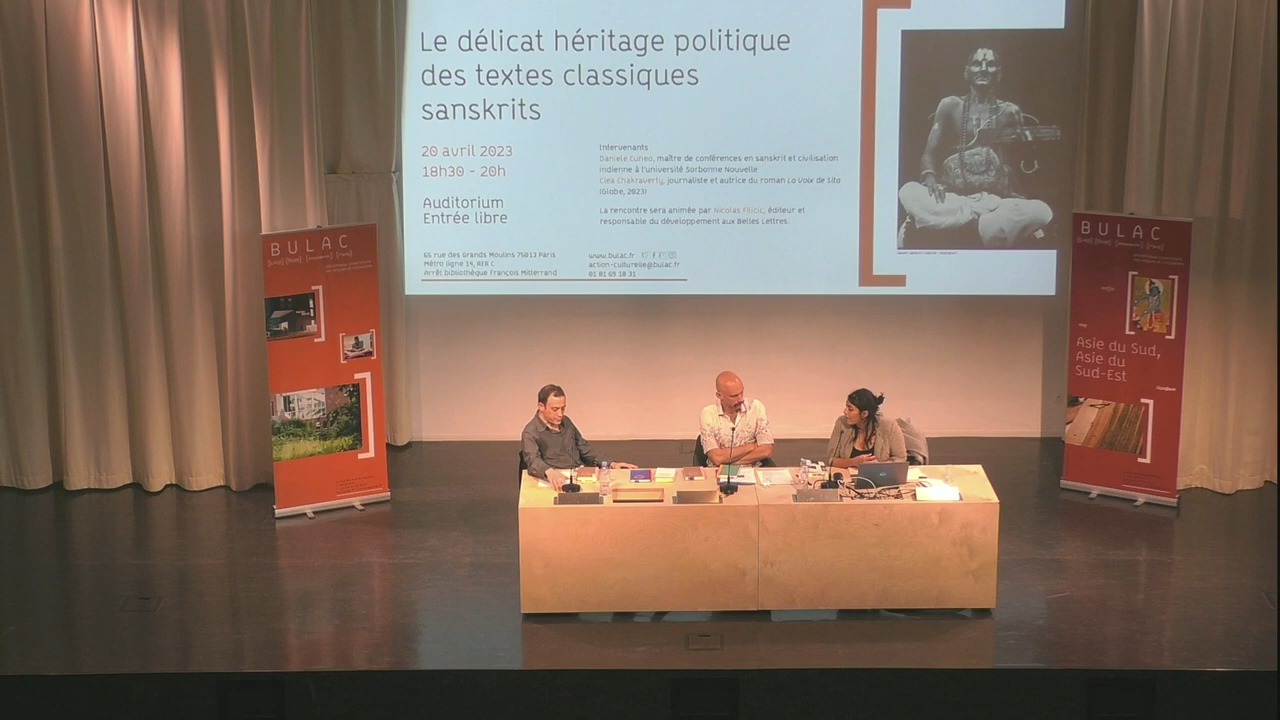 Le délicat héritage politique
des textes classiques
sanskrits
20 avril 2023
18h30 - 20h
Auditorium
Entrée libre
65 rue des Grands Moulins 75013 Paris
Métro ligne 14, RER C
Arrêt bibliothèque François Mitterrand
Intervenants
Daniele Cuneo, maître de conférences en sanskrit et civilisation
indienne à l'université Sorbonne Nouvelle
Clea Chakraverty, journaliste et autrice du roman La Voix de Sita
(Globe, 2023)
La rencontre sera animée par Nicolas Filicic, éditeur et
responsable du développement aux Belles Lettres.
www.bulac.fr
action-culturelle@bulac.fr
01 81 69 18 31
BULAC
BULAC
Asie du Sud,
Asie du
Sud-Est